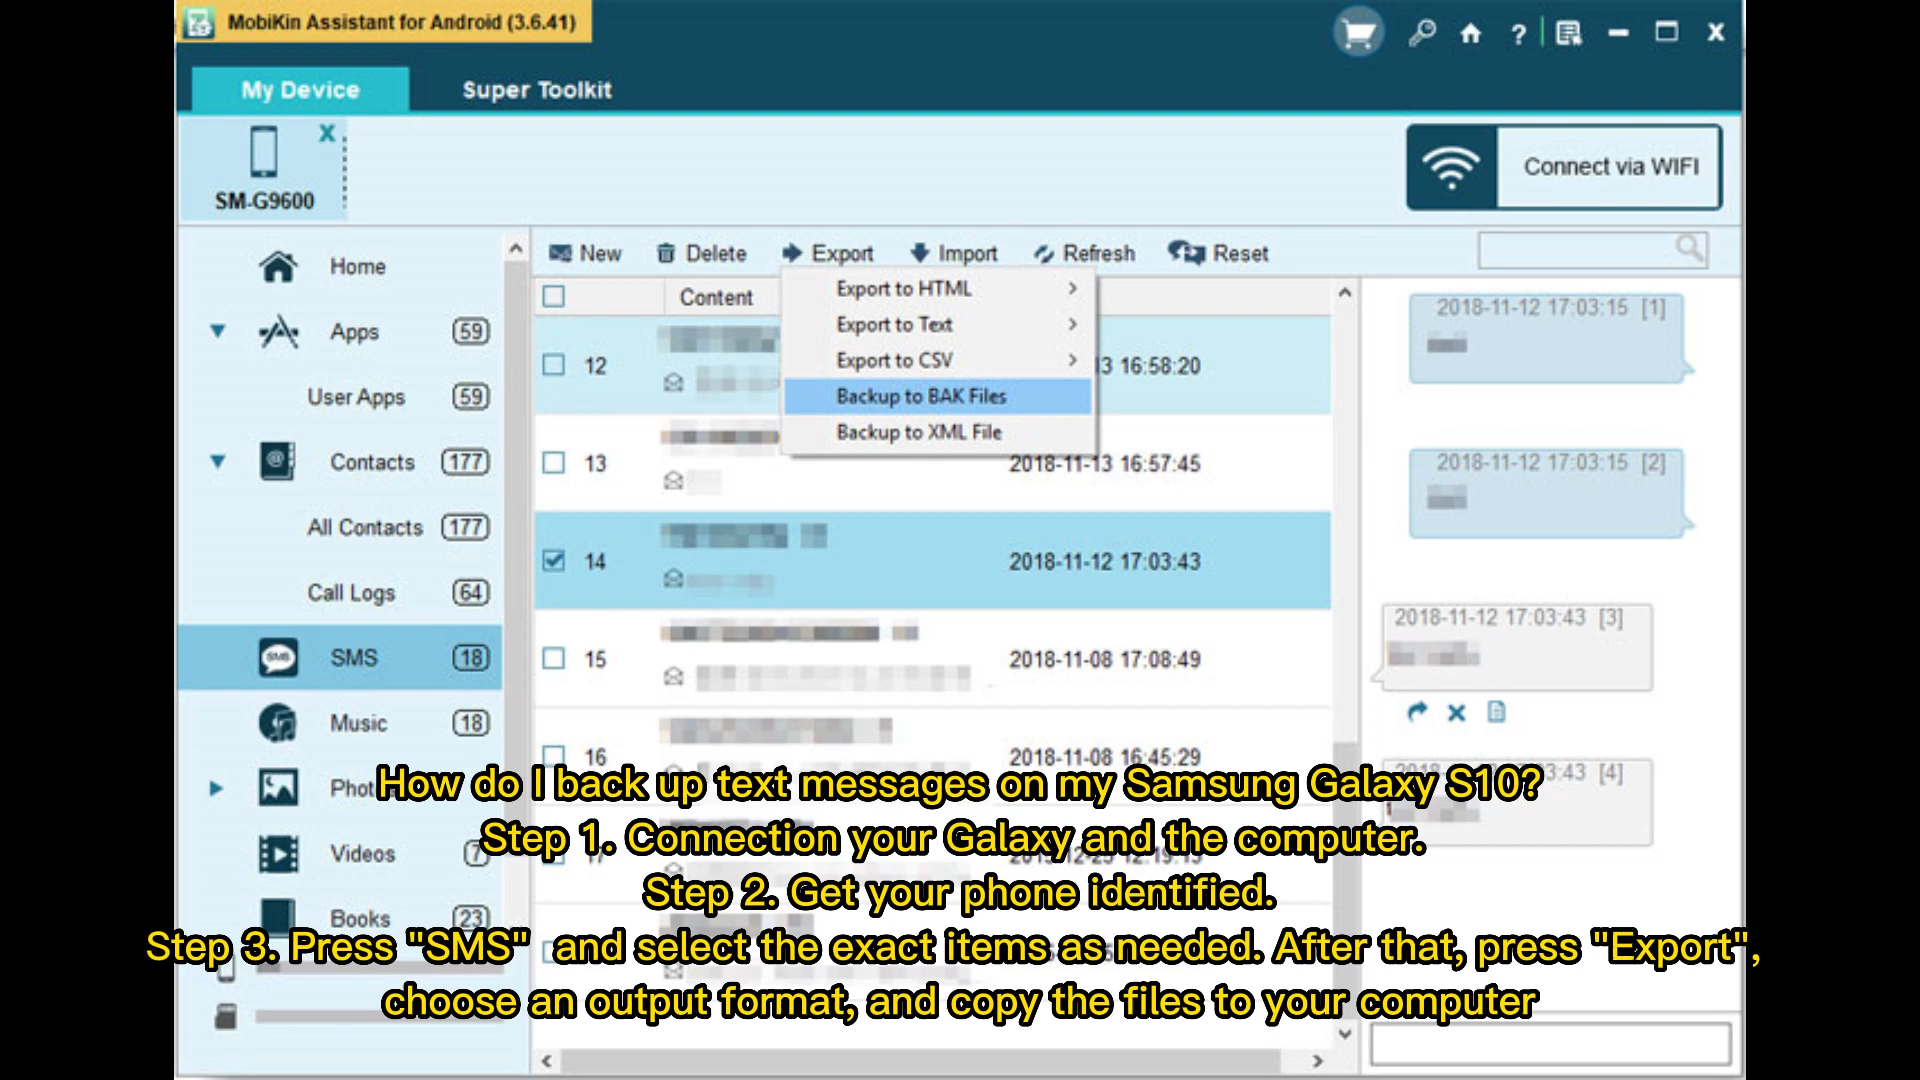 MobiKin Assistant for Android (3.6.41)
?
My Device
Super Toolkit
SM-G9600
Connect via WIFI
Home
Apps 59
User Apps 59
Contacts 177
All Contacts 177
Call Logs 64
SMS 18
Music 18
Videos
Books 23
New Delete Export Import Refresh Reset
Content
Export to HTML
Export to Text
Export to CSV
Backup to BAK Files
Backup to XML File
12 13 16:58:20
13 2018-11-13 16:57:45
14 2018-11-12 17:03:43
15 2018-11-08 17:08:49
16 2018-11-08 16:45:29
2018-11-12 17:03:15 [1]
2018-11-12 17:03:15 [2]
2018-11-12 17:03:43 [3]
[4]
How do I back up text messages on my Samsung Galaxy S10?
Step 1. Connection your Galaxy and the computer.
Step 2. Get your phone identified.
Step 3. Press "SMS" and select the exact items as needed. After that, press "Export",
choose an output format, and copy the files to your computer